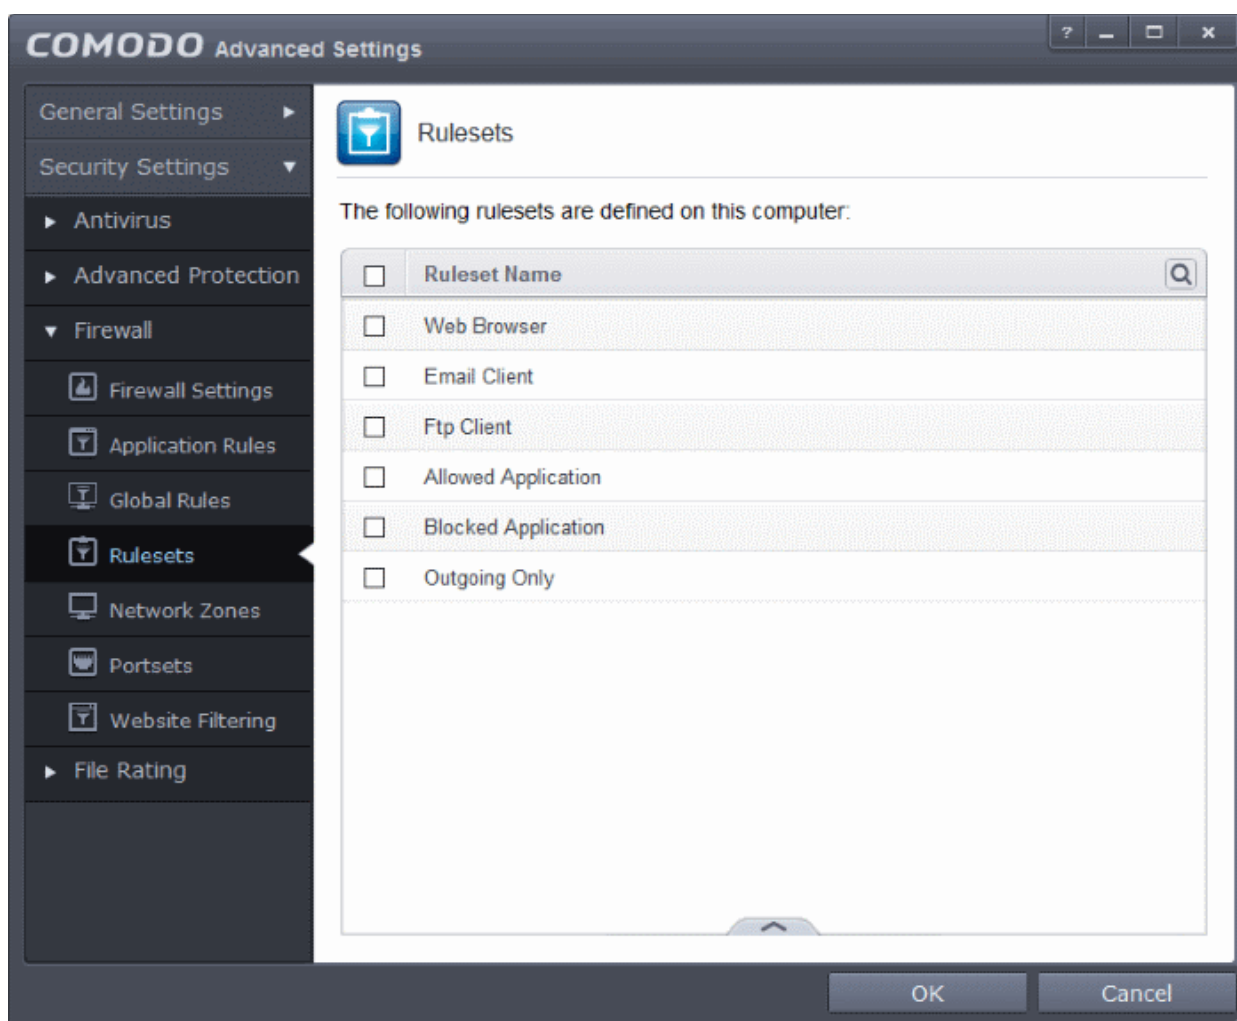 COMODO Advanced Settings
?
General Settings
Security Settings
Antivirus
Advanced Protection
Firewall
Firewall Settings
Application Rules
Global Rules
Rulesets
Network Zones
Portsets
Website Filtering
File Rating
Rulesets
The following rulesets are defined on this computer:
Ruleset Name
Web Browser
Email Client
Ftp Client
Allowed Application
Blocked Application
Outgoing Only
OK
Cancel